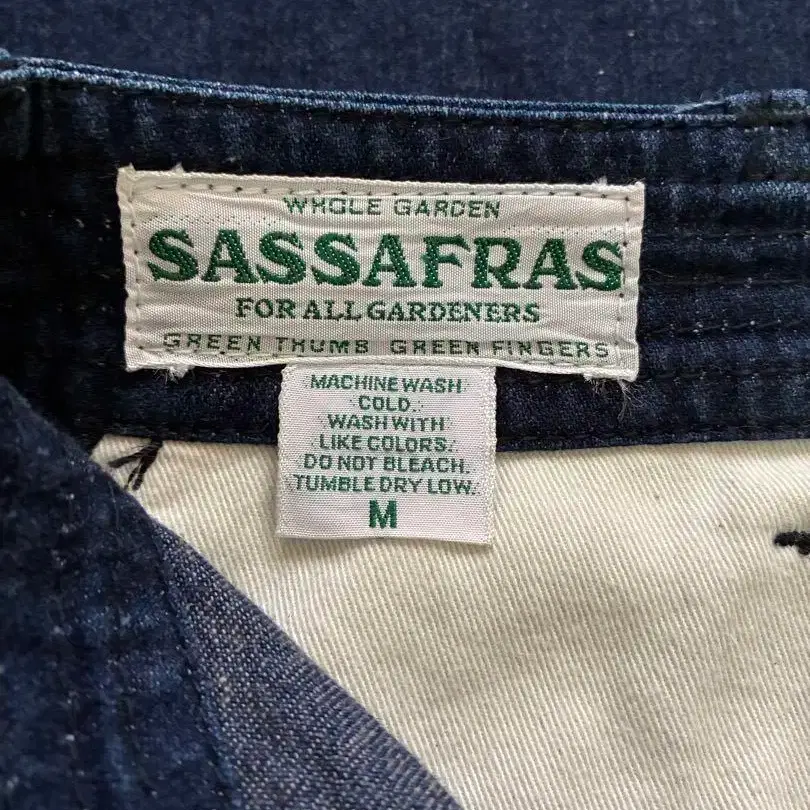 WHOLE GARDEN
SASSAFRAS
FOR ALL GARDENERS
GREEN THUMB GREEN FINGERS
MACHINE WASH
COLD.
WASH WITH
LIKE COLORS.
DO NOT BLEACH.
TUMBLE DRY LOW.
M